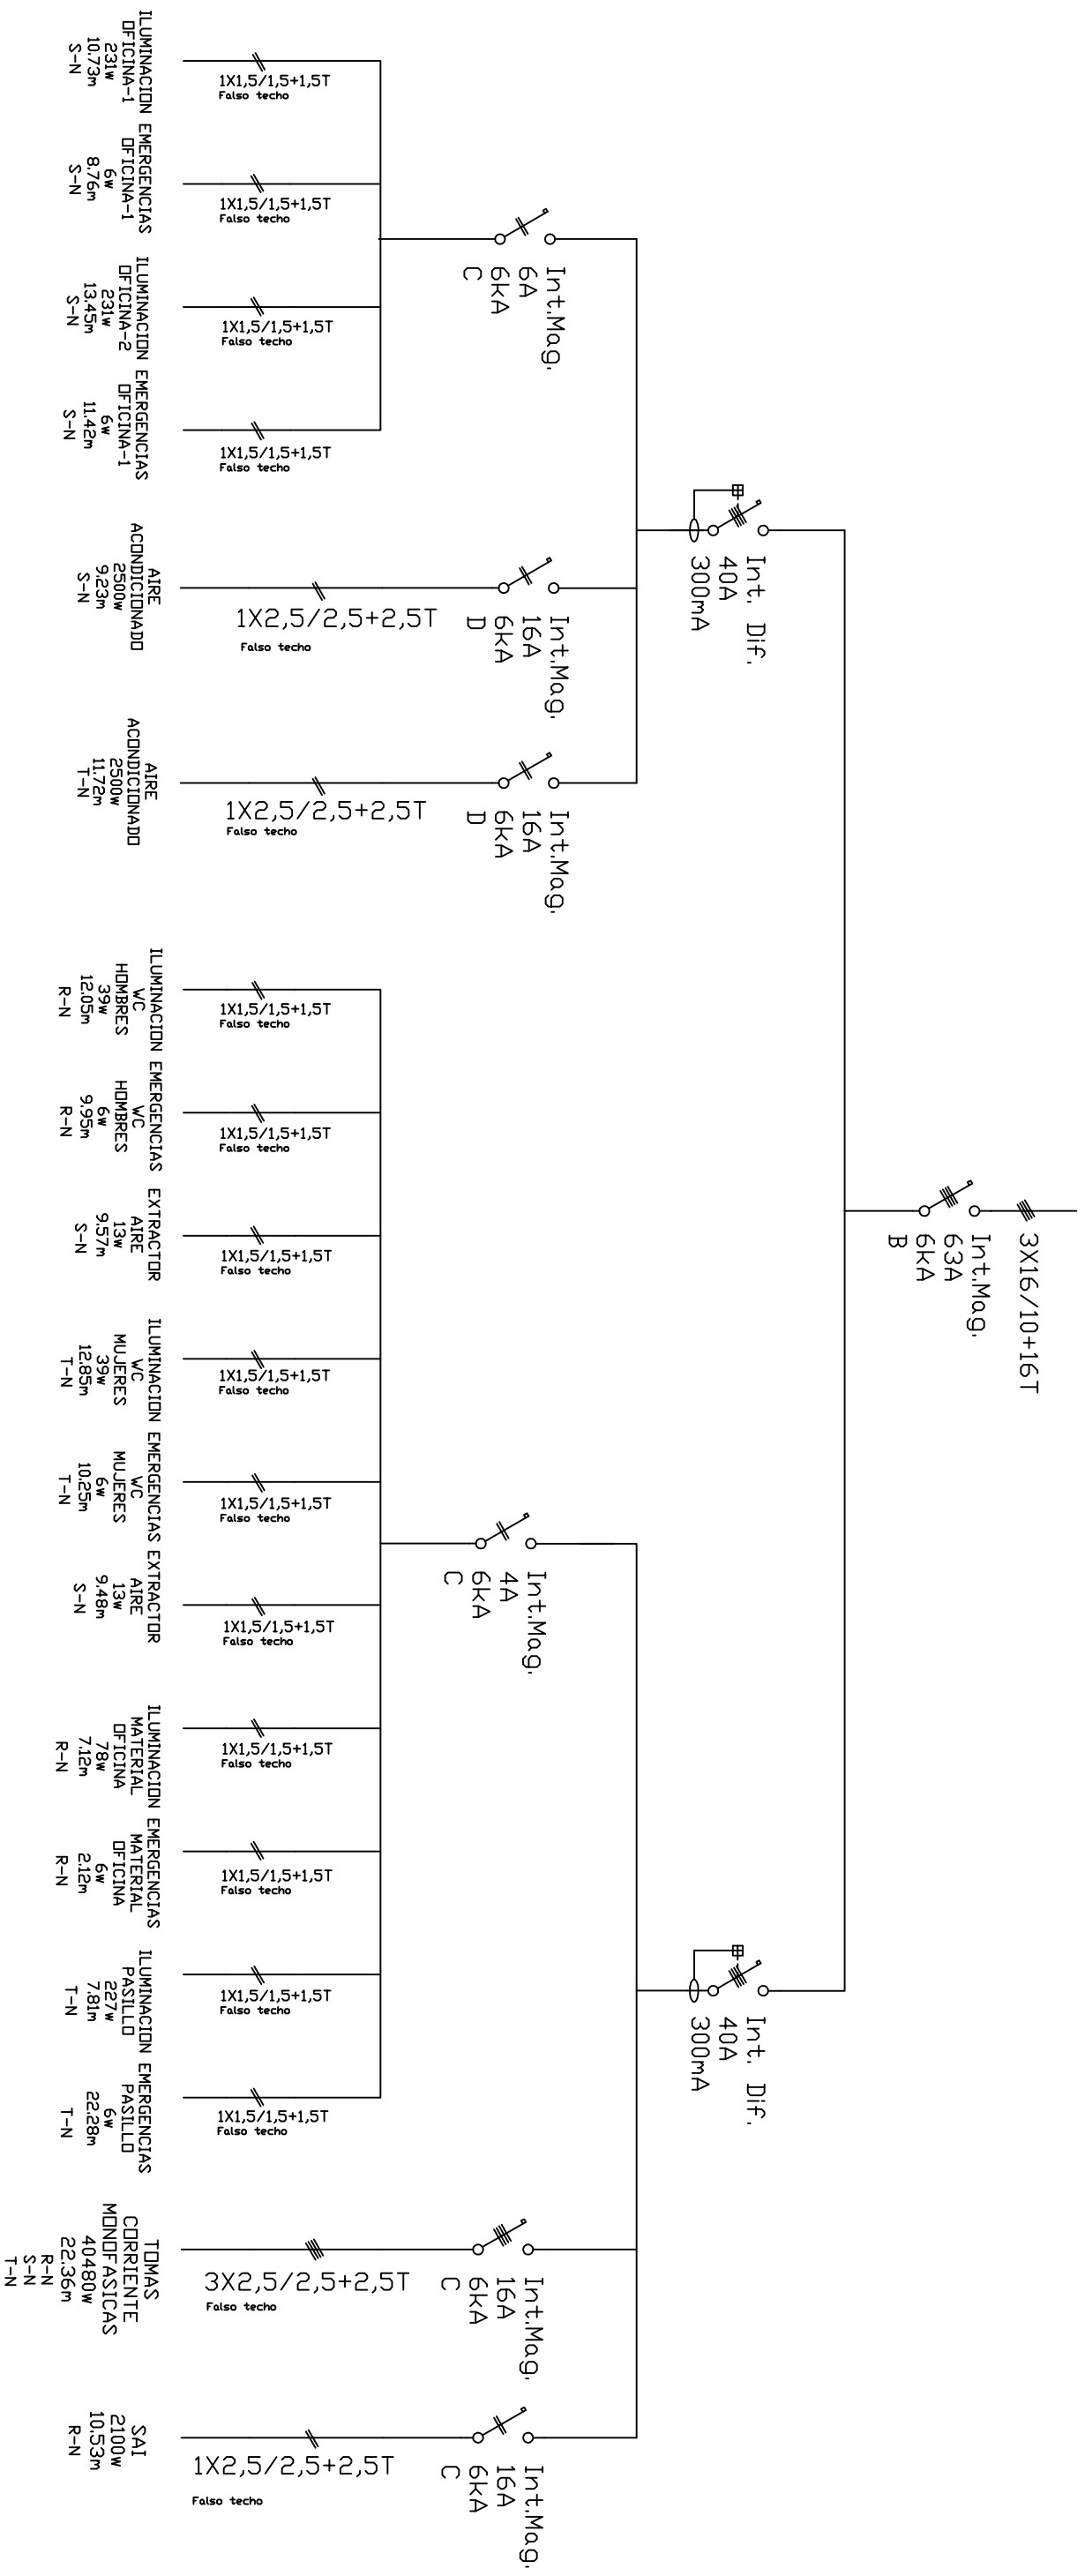 3X16/10+16T
Int.Mag.
63A
6kA
B
Int. Dif.
40A
300mA
Int.Mag.
6A
6kA
C
1X1,5/1,5+1,5T
Falso techo
ILUMINACION
OFICINA-1
231w
10.73m
S-N
1X1,5/1,5+1,5T
Falso techo
EMERGENCIAS
OFICINA-1
6w
8.76m
S-N
1X1,5/1,5+1,5T
Falso techo
ILUMINACION
OFICINA-2
231w
13.45m
S-N
1X1,5/1,5+1,5T
Falso techo
EMERGENCIAS
OFICINA-1
6w
11.42m
S-N
Int.Mag.
16A
6kA
D
1X2,5/2,5+2,5T
Falso techo
AIRE
ACONDICIONADO
2500w
9.23m
S-N
Int.Mag.
16A
6kA
D
1X2,5/2,5+2,5T
Falso techo
AIRE
ACONDICIONADO
2500w
11.72m
T-N
Int. Dif.
40A
300mA
Int.Mag.
4A
6kA
C
1X1,5/1,5+1,5T
Falso techo
ILUMINACION
WC
HOMBRES
39w
12.05m
R-N
1X1,5/1,5+1,5T
Falso techo
EMERGENCIAS
WC
HOMBRES
6w
9.95m
R-N
1X1,5/1,5+1,5T
Falso techo
EXTRACTOR
AIRE
13w
9.57m
S-N
1X1,5/1,5+1,5T
Falso techo
ILUMINACION
WC
MUJERES
39w
12.85m
T-N
1X1,5/1,5+1,5T
Falso techo
EMERGENCIAS
WC
MUJERES
6w
10.25m
T-N
1X1,5/1,5+1,5T
Falso techo
EXTRACTOR
AIRE
13w
9.48m
S-N
1X1,5/1,5+1,5T
Falso techo
ILUMINACION
MATERIAL
OFICINA
78w
7.12m
R-N
1X1,5/1,5+1,5T
Falso techo
EMERGENCIAS
MATERIAL
OFICINA
6w
2.12m
R-N
1X1,5/1,5+1,5T
Falso techo
ILUMINACION
PASILLO
227w
7.81m
T-N
1X1,5/1,5+1,5T
Falso techo
EMERGENCIAS
PASILLO
6w
22.28m
T-N
Int.Mag.
16A
6kA
C
3X2,5/2,5+2,5T
Falso techo
TOMAS
CORRIENTE
MONOFASICAS
40480w
22.36m
R-N
S-N
T-N
Int.Mag.
16A
6kA
C
1X2,5/2,5+2,5T
Falso techo
SAI
2100w
10.53m
R-N